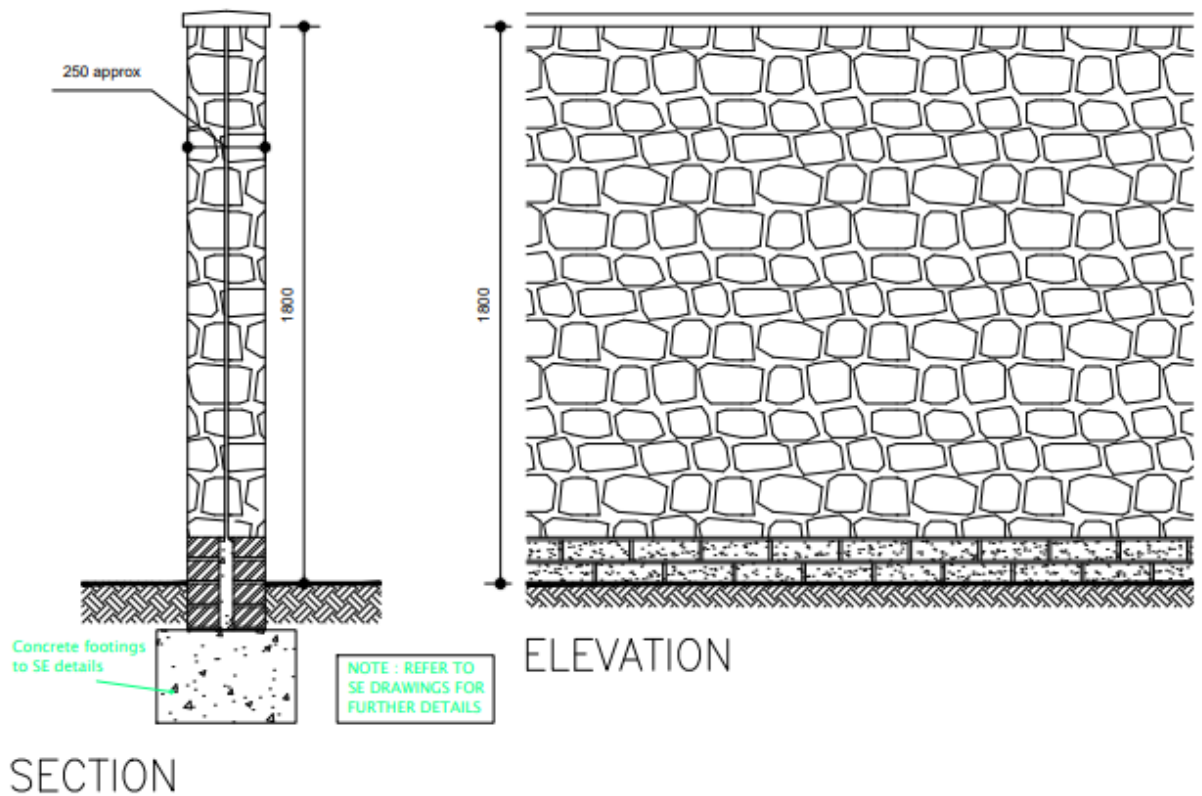 250 approx
1800
1800
Concrete footings
to SE details
NOTE : REFER TO
SE DRAWINGS FOR
FURTHER DETAILS
ELEVATION
SECTION